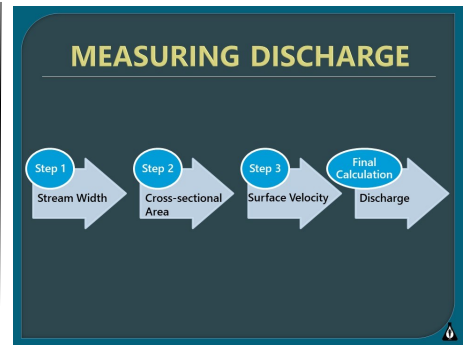 MEASURING DISCHARGE
Step 1
Stream Width
Step 2
Cross-sectional
Area
Step 3
Surface Velocity
Final
Calculation
Discharge